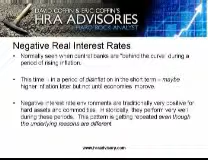 DAVID COFFIN & ERIC COFFIN'S
HRA ADVISORIES
HARD ROCK ANALYST
Negative Real Interest Rates
• Normally seen when central banks are "behind the curve" during a
period of rising inflation.
• This time - in a period of disinflation in the short term – maybe
higher inflation later but not until economies improve.
• Negative interest rate environments are traditionally very positive for
hard assets and commodities. Historically, they perform very well
during these periods. This pattern is getting repeated even though
the underlying reasons are different.
www.hraadvisory.com